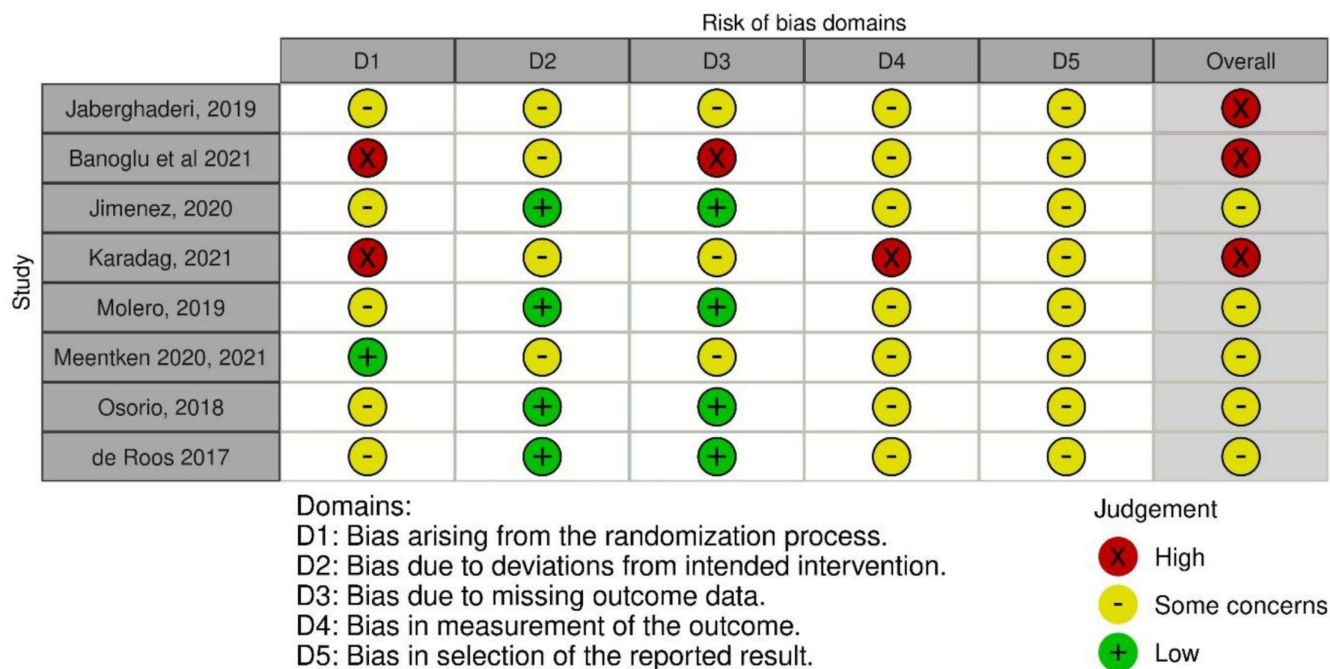 Risk of bias domains
D1 D2 D3 D4 D5 Overall
Study
Jaberghaderi, 2019 - - - - - X
Banoglu et al 2021 X - X - - X
Jimenez, 2020 - + + - - -
Karadag, 2021 X - - X - X
Molero, 2019 - + + - - -
Meentken 2020, 2021 + - - - - -
Osorio, 2018 - + + - - -
de Roos 2017 - + + - - -
Domains:
D1: Bias arising from the randomization process.
D2: Bias due to deviations from intended intervention.
D3: Bias due to missing outcome data.
D4: Bias in measurement of the outcome.
D5: Bias in selection of the reported result.
Judgement
X High
- Some concerns
+ Low